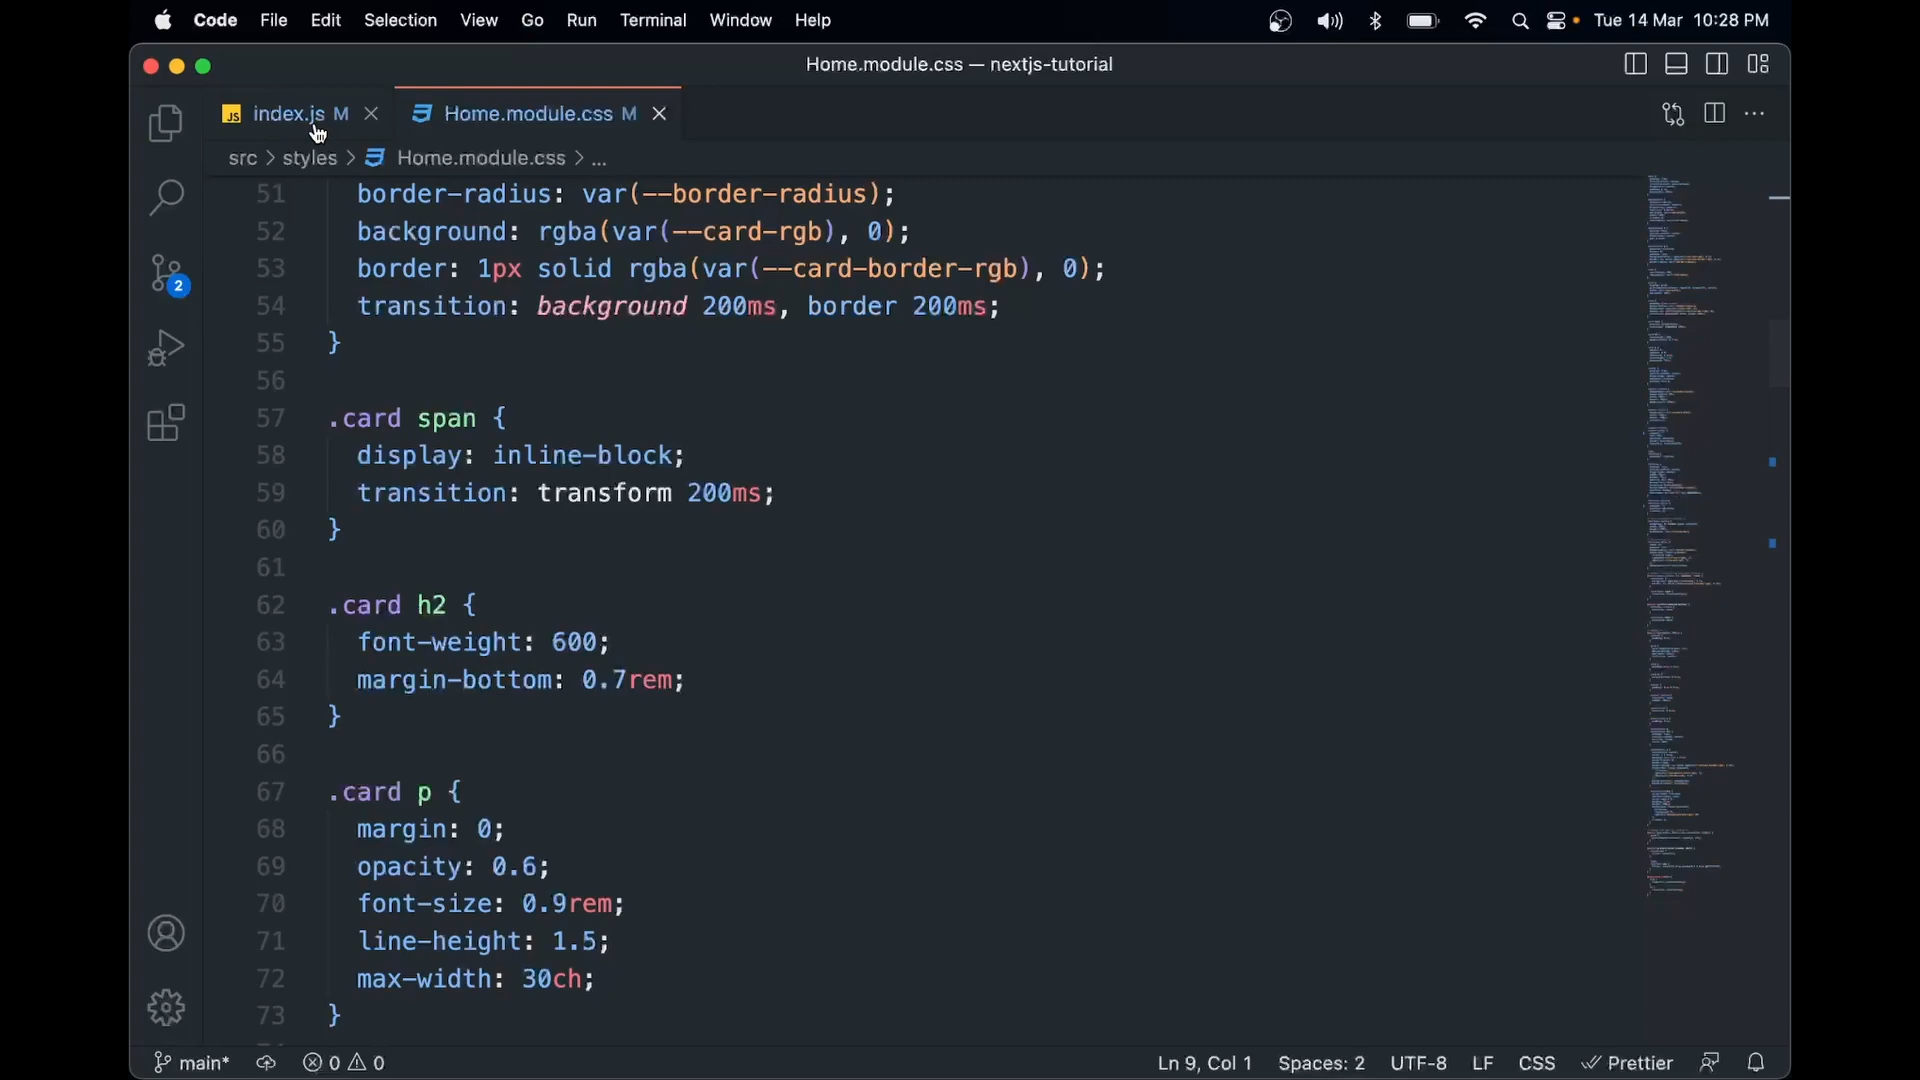 Code File Edit Selection View Go Run Terminal Window Help Tue 14 Mar 10:28 PM
Home.module.css — nextjs-tutorial
JS index.js M Home.module.css M
src > styles > Home.module.css > ...
51 border-radius: var(--border-radius);
52 background: rgba(var(--card-rgb), 0);
53 border: 1px solid rgba(var(--card-border-rgb), 0);
54 transition: background 200ms, border 200ms;
55 }
56
57 .card span {
58 display: inline-block;
59 transition: transform 200ms;
60 }
61
62 .card h2 {
63 font-weight: 600;
64 margin-bottom: 0.7rem;
65 }
66
67 .card p {
68 margin: 0;
69 opacity: 0.6;
70 font-size: 0.9rem;
71 line-height: 1.5;
72 max-width: 30ch;
73 }
2
main* 0 0 Ln 9, Col 1 Spaces: 2 UTF-8 LF CSS Prettier